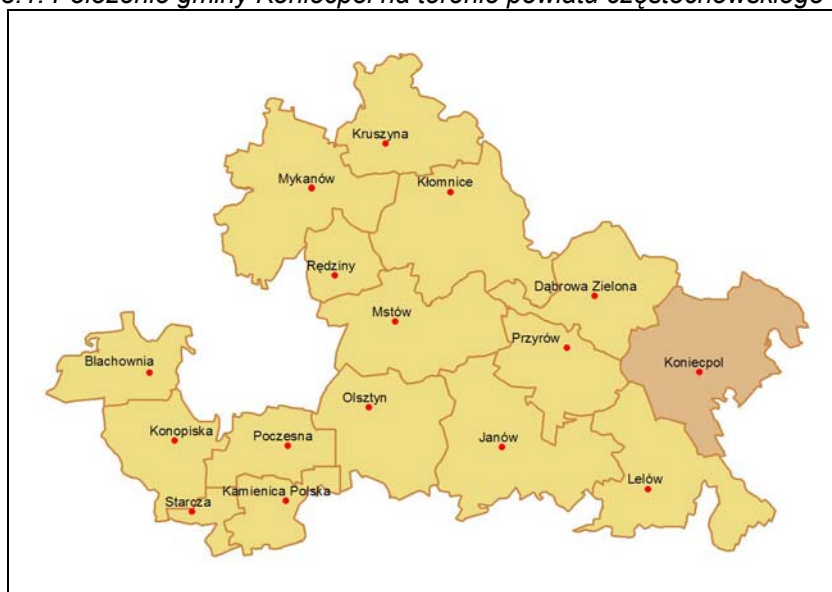 Położenie gminy Koniecpol na terenie powiatu częstochowskiego
Kruszyna
Mykanów
Kłomnice
Rędziny
Dąbrowa Zielona
Mstów
Przyrów
Koniecpol
Blachownia
Olsztyn
Konopiska
Poczesna
Janów
Lelów
Kamienica Polska
Starcza